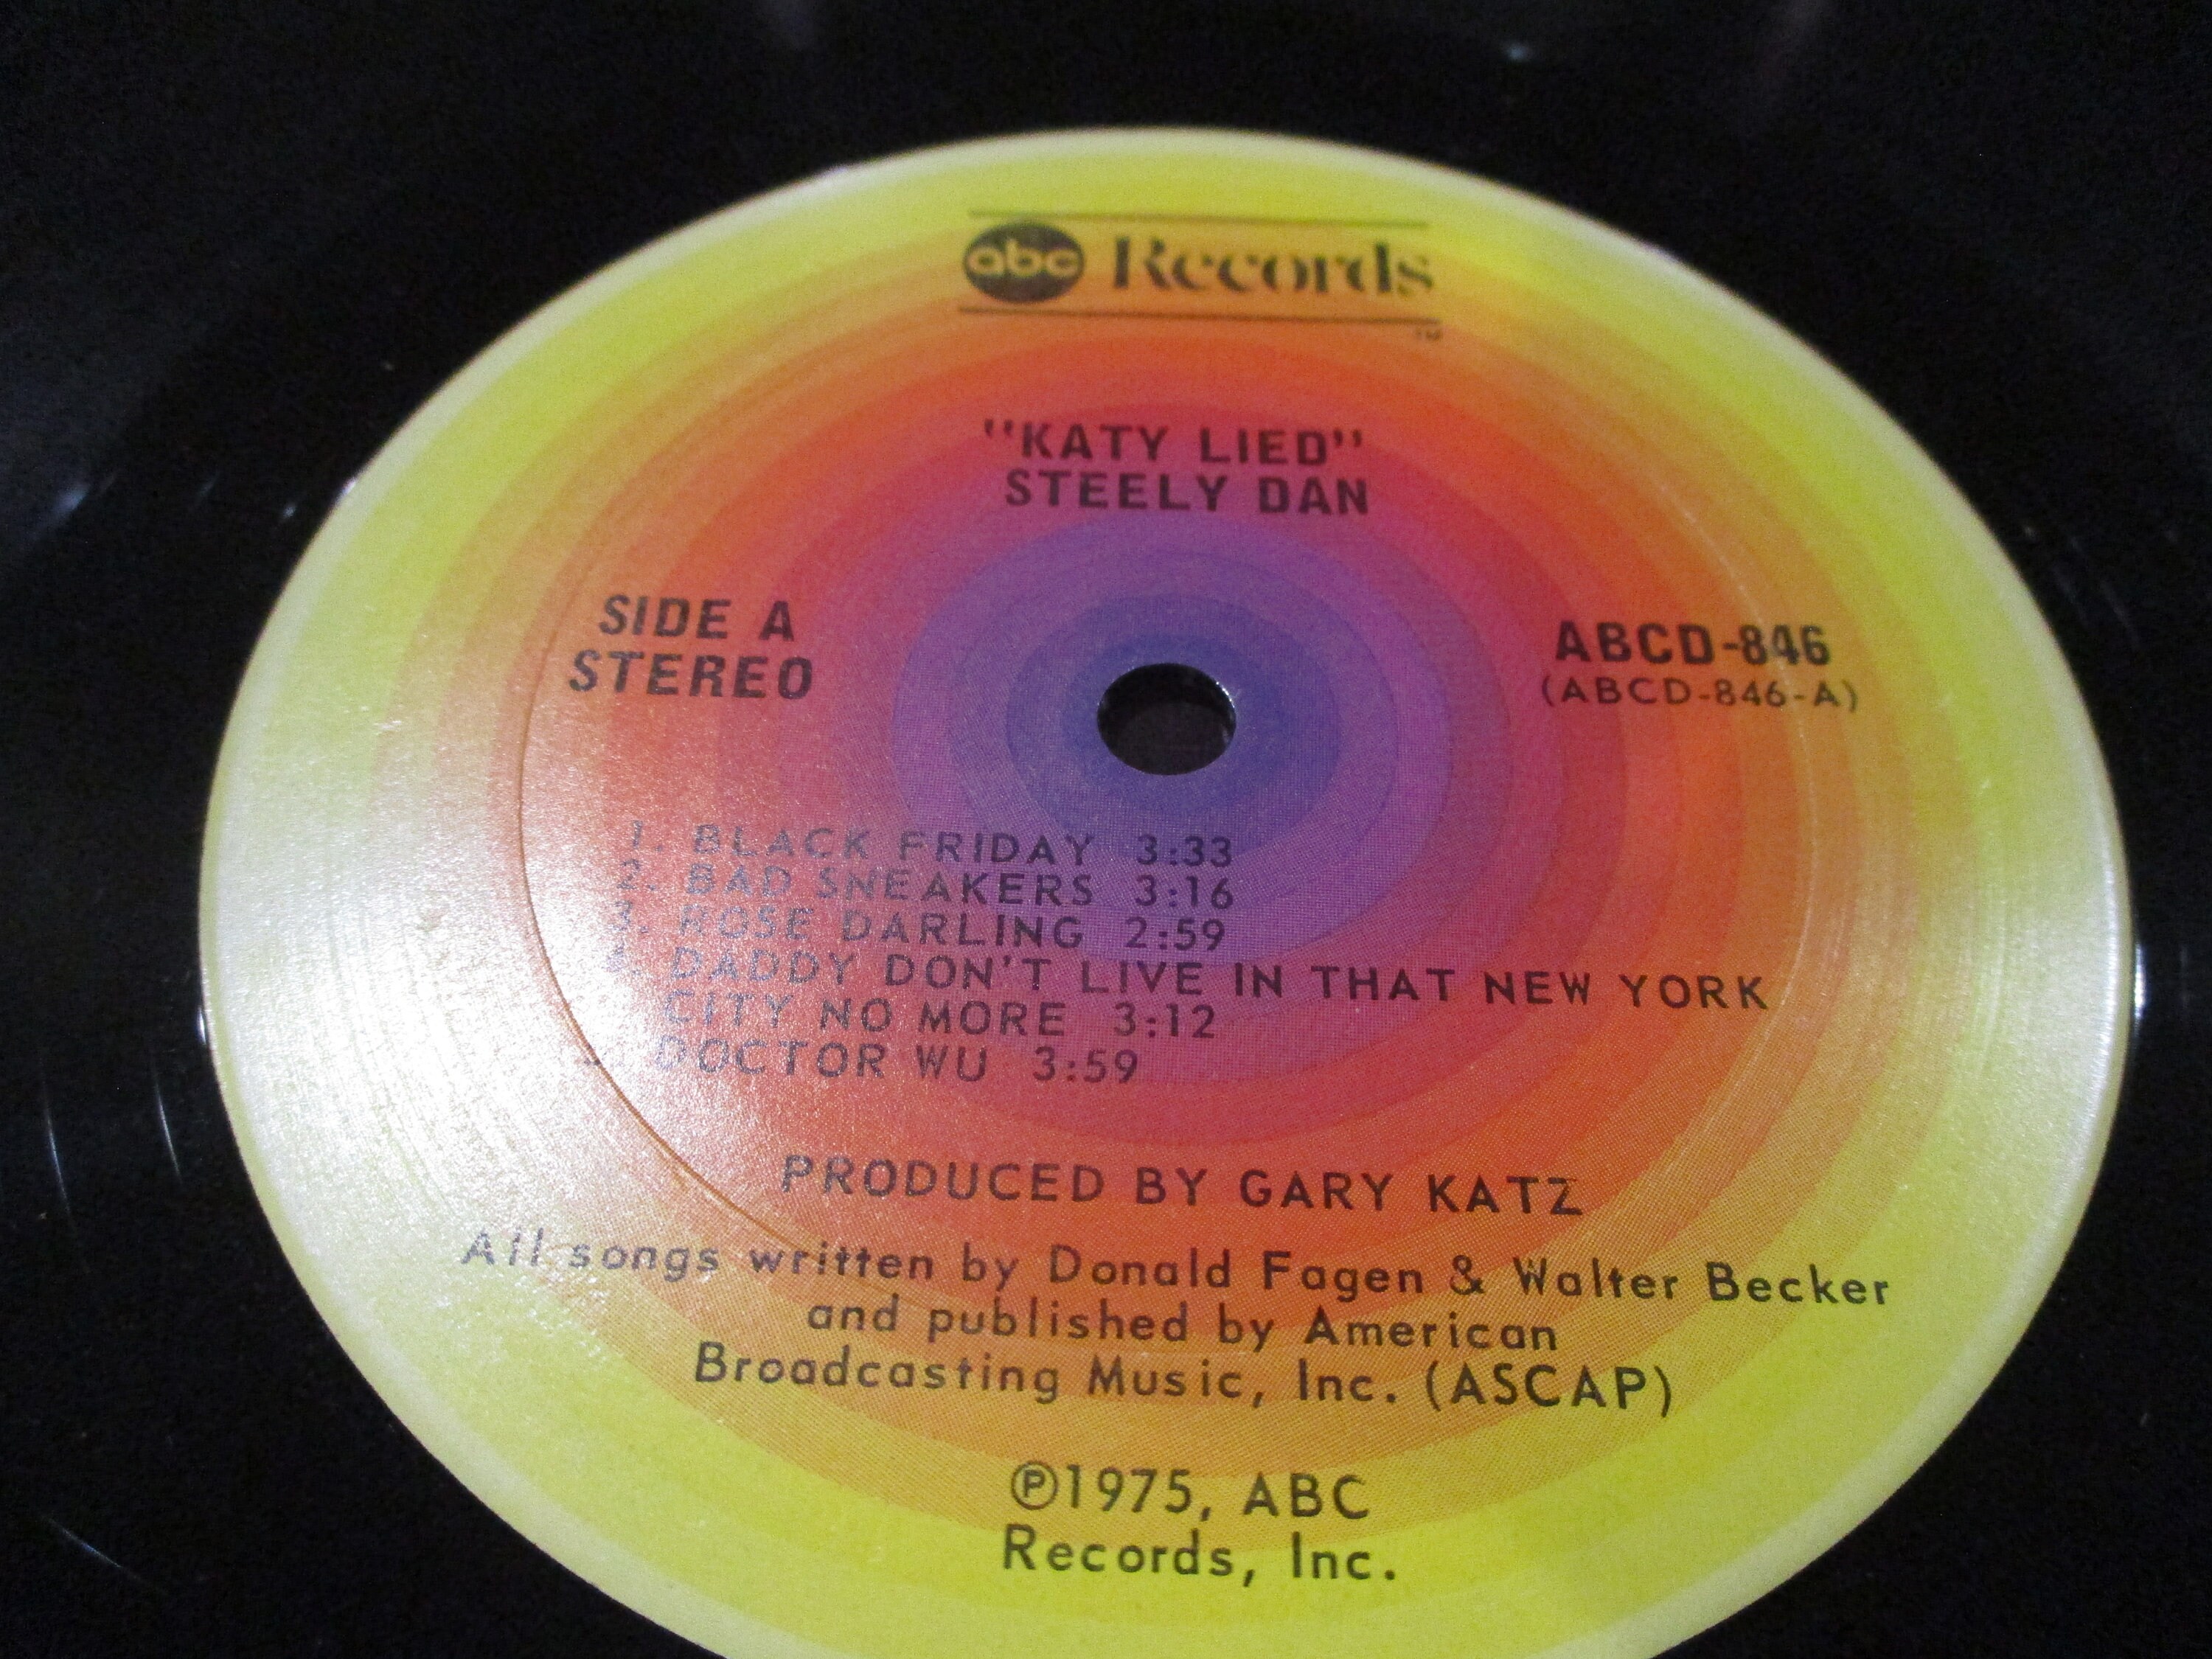 abc Records
TM
"KATY LIED"
STEELY DAN
SIDE A
STEREO
ABCD-846
(ABCD-846-A)
1. BLACK FRIDAY 3:33
2. BAD SNEAKERS 3:16
3. ROSE DARLING 2:59
4. DADDY DON'T LIVE IN THAT NEW YORK
CITY NO MORE 3:12
DOCTOR WU 3:59
PRODUCED BY GARY KATZ
All songs written by Donald Fagen & Walter Becker
and published by American
Broadcasting Music, Inc. (ASCAP)
℗1975, ABC
Records, Inc.